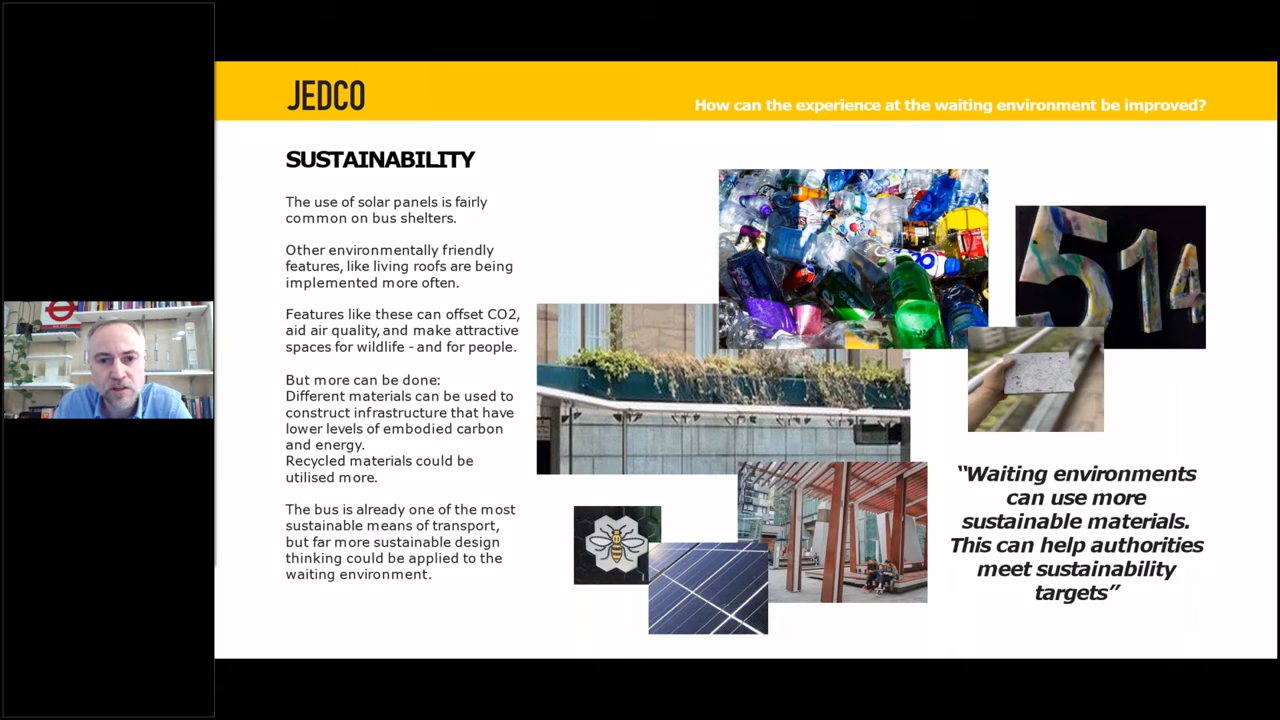 JEDCO
How can the experience at the waiting environment be improved?
SUSTAINABILITY
The use of solar panels is fairly
common on bus shelters.
Other environmentally friendly
features, like living roofs are being
implemented more often.
Features like these can offset CO2,
aid air quality, and make attractive
spaces for wildlife - and for people.
But more can be done:
Different materials can be used to
construct infrastructure that have
lower levels of embodied carbon
and energy.
Recycled materials could be
utilised more.
The bus is already one of the most
sustainable means of transport,
but far more sustainable design
thinking could be applied to the
waiting environment.
514
“Waiting environments
can use more
sustainable materials.
This can help authorities
meet sustainability
targets”